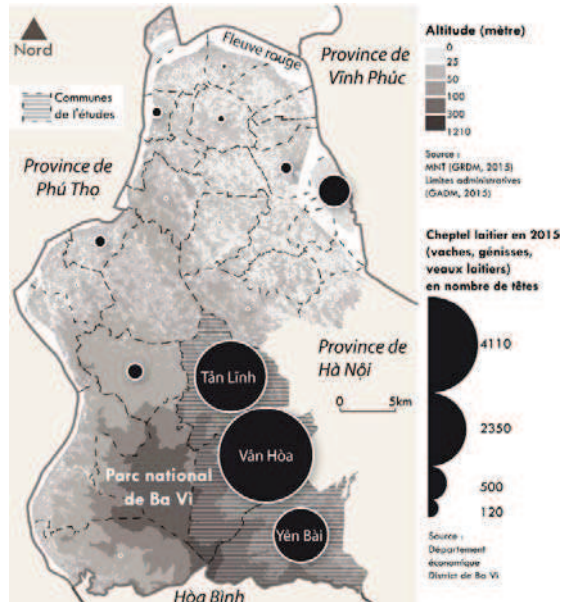 Nord
Communes
de l'études
Fleuve rouge
Province de
Vĩnh Phúc
Province de
Phú Thọ
Tản Lĩnh
Province de
Hà Nội
0 5km
Vân Hòa
Parc national
de Ba Vì
Yên Bài
Hòa Bình
Altitude (mètre)
0
25
50
100
300
1210
Source :
MNT (GRDM, 2015)
Limites administratives
(GADM, 2015)
Cheptel laitier en 2015
(vaches, génisses,
veaux laitiers)
en nombre de têtes
4110
2350
500
120
Source :
Département
économique
District de Ba Vi